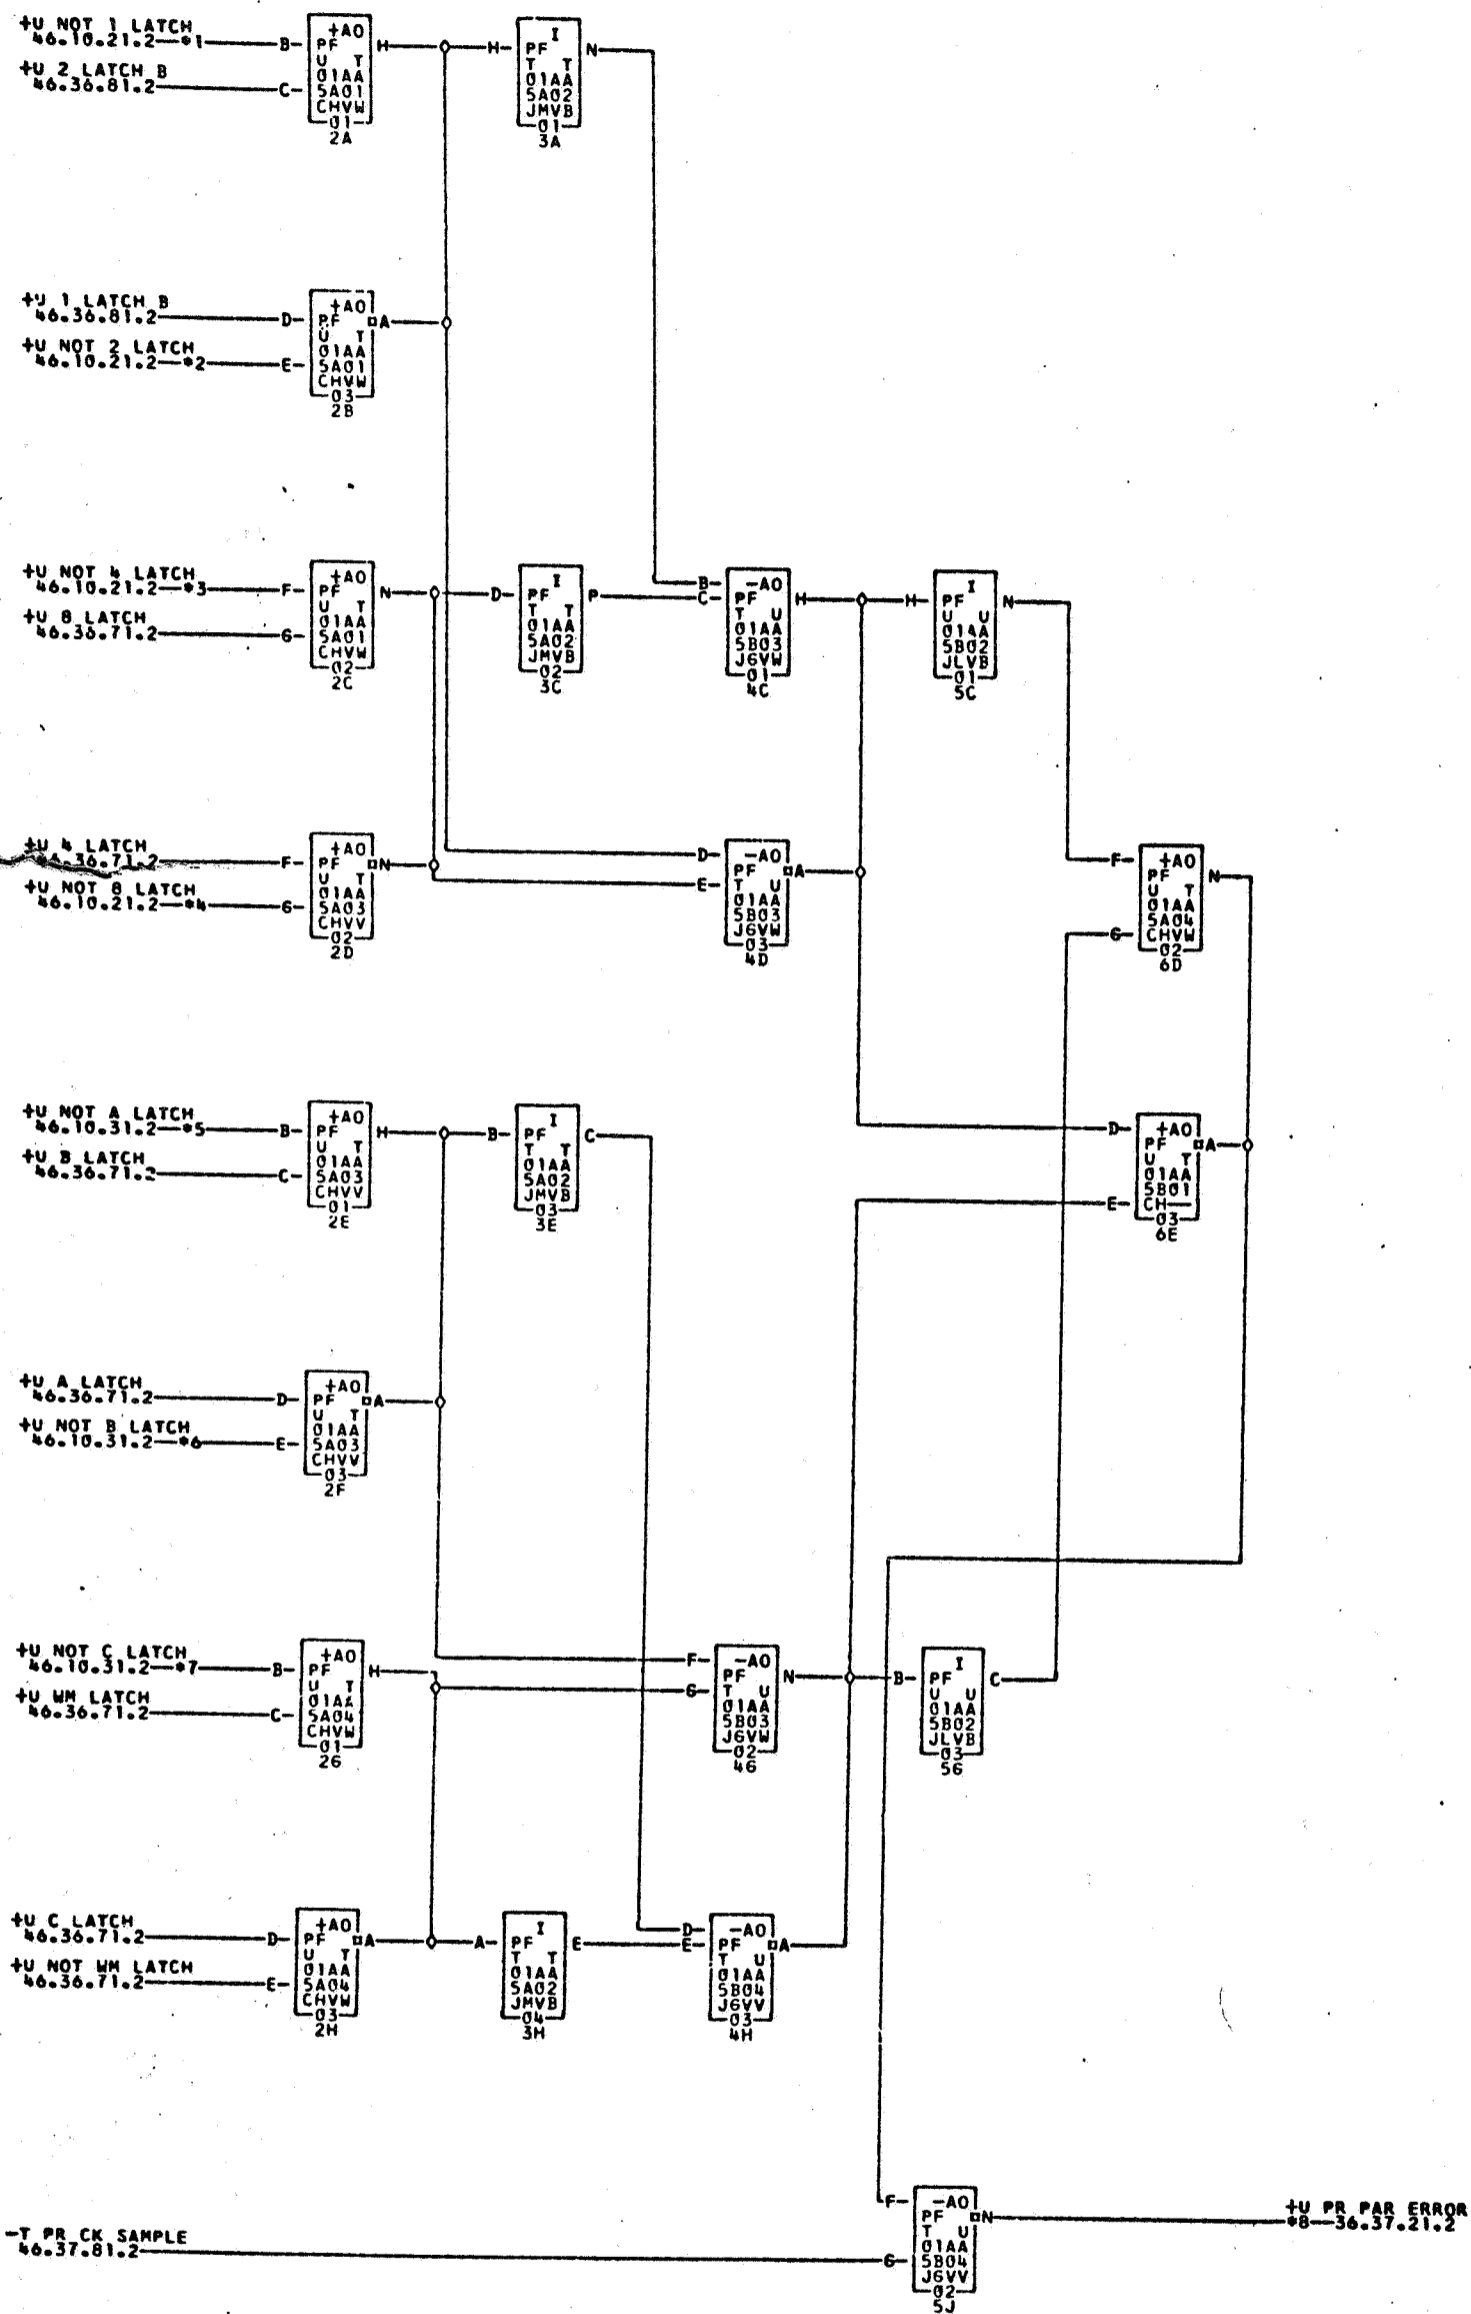 +U NOT 1 LATCH
46.10.21.2—*1 B
+U 2 LATCH B
46.36.81.2 C
+AO
PF H
U T
01AA
5A01
CHVW
01
2A
H I
PF N
T T
01AA
5A02
JMVB
01
3A
+U 1 LATCH B
46.36.81.2 D
+U NOT 2 LATCH
46.10.21.2—*2 E
+AO
PF A
U T
01AA
5A01
CHVW
03
2B
+U NOT 4 LATCH
46.10.21.2—*3 F
+U 8 LATCH
46.36.71.2 G
+AO
PF N
U T
01AA
5A01
CHVW
02
2C
D I
PF P
T T
01AA
5A02
JMVB
02
3C
B
C
-AO
PF H
T U
01AA
5B03
JGVW
01
4C
H I
PF N
U U
01AA
5B02
JLVB
01
5C
+U 4 LATCH
46.36.71.2 F
+U NOT 8 LATCH
46.10.21.2—*4 G
+AO
PF N
U T
01AA
5A03
CHVV
02
2D
D
E
-AO
PF A
T U
01AA
5B03
JGVW
03
4D
F
G
+AO
PF N
U T
01AA
5A04
CHVW
02
6D
+U NOT A LATCH
46.10.31.2—*5 B
+U B LATCH
46.36.71.2 C
+AO
PF H
U T
01AA
5A03
CHVV
01
2E
B I
PF C
T T
01AA
5A02
JMVB
03
3E
D
E
+AO
PF A
U T
01AA
5B01
CH
03
6E
+U A LATCH
46.36.71.2 D
+U NOT B LATCH
46.10.31.2—*6 E
+AO
PF A
U T
01AA
5A03
CHVV
03
2F
+U NOT C LATCH
46.10.31.2—*7 B
+U WM LATCH
46.36.71.2 C
+AO
PF H
U T
01AA
5A04
CHVW
01
2G
F
G
-AO
PF N
T U
01AA
5B03
JGVW
02
4G
B I
PF C
U U
01AA
5B02
JLVB
03
5G
+U C LATCH
46.36.71.2 D
+U NOT WM LATCH
46.36.71.2 E
+AO
PF A
U T
01AA
5A04
CHVW
03
2H
A I
PF E
T T
01AA
5A02
JMVB
04
3H
D
E
-AO
PF A
T U
01AA
5B04
JGVV
03
4H
-T PR CK SAMPLE
46.37.81.2 G
F
-AO
PF N
T U
01AA
5B04
JGVV
02
5J
+U PR PAR ERROR
*8—36.37.21.2